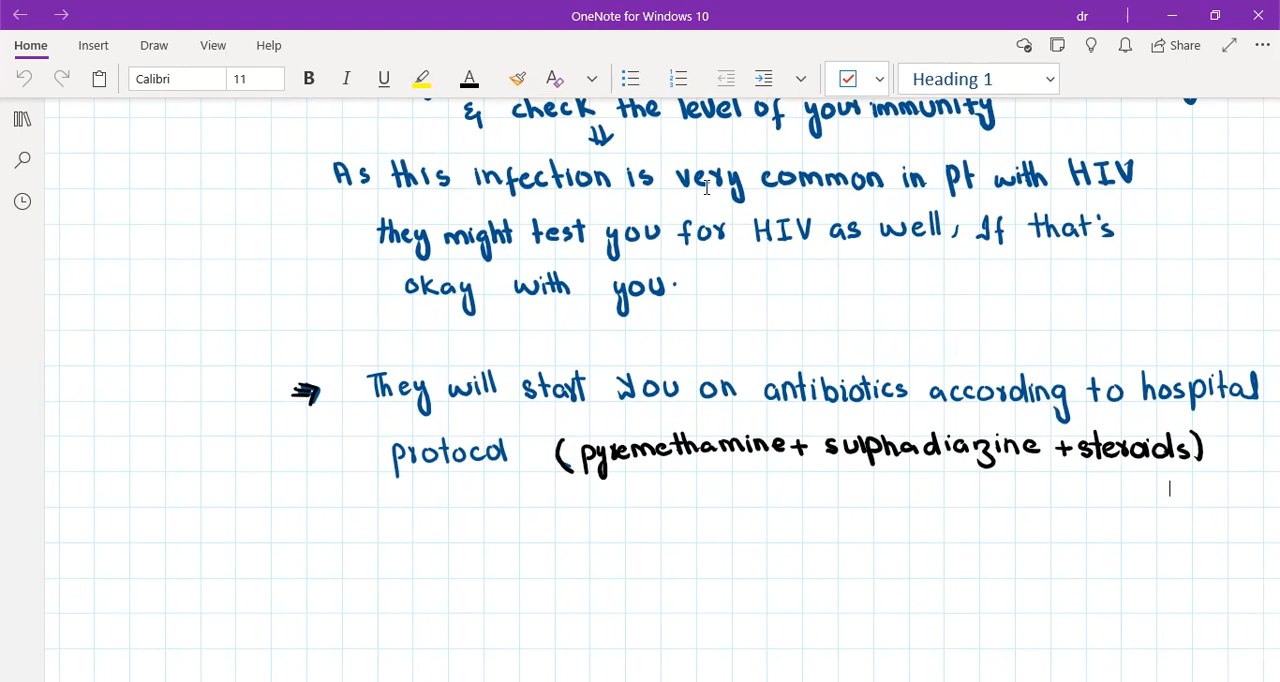 OneNote for Windows 10
dr
Home Insert Draw View Help
Share
Calibri 11 B I U A A Heading 1
& check the level of your immunity
As this infection is very common in pt with HIV
they might test you for HIV as well, If that's
okay with you.
They will start you on antibiotics according to hospital
protocol (pyremethamine + sulphadiazine + steroids)